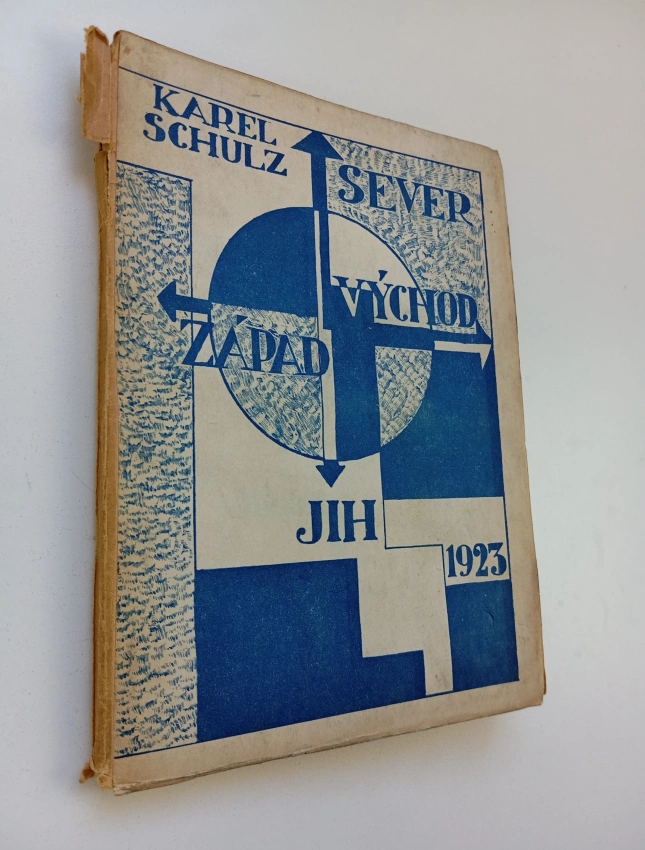 KAREL
SCHULZ
SEVER
VÝCHOD
ZÁPAD
JIH
1923